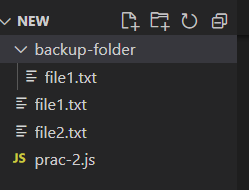 NEW
backup-folder
file1.txt
file1.txt
file2.txt
JS prac-2.js